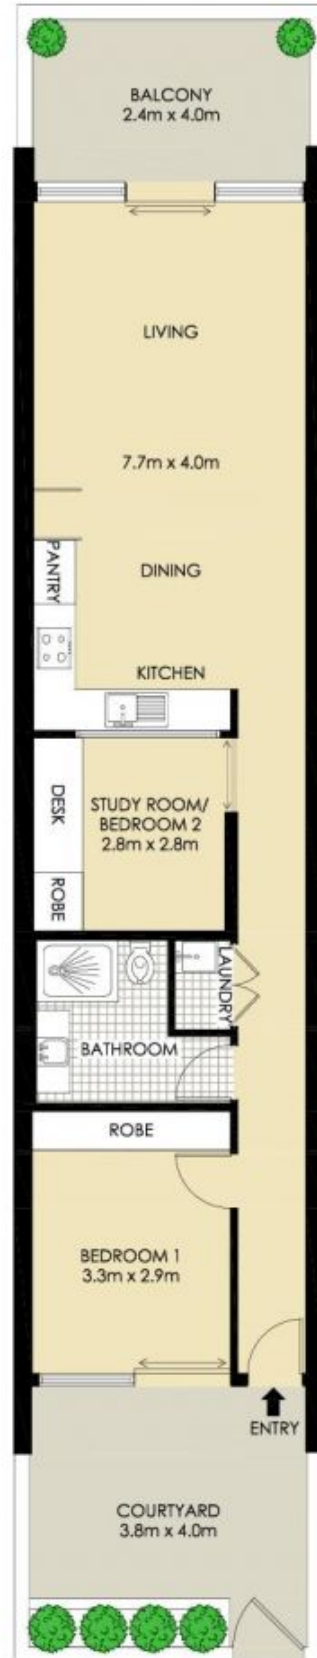 BALCONY
2.4m x 4.0m
LIVING
7.7m x 4.0m
DINING
PANTRY
KITCHEN
DESK
STUDY ROOM/
BEDROOM 2
2.8m x 2.8m
ROBE
LAUNDRY
BATHROOM
ROBE
BEDROOM 1
3.3m x 2.9m
ENTRY
COURTYARD
3.8m x 4.0m